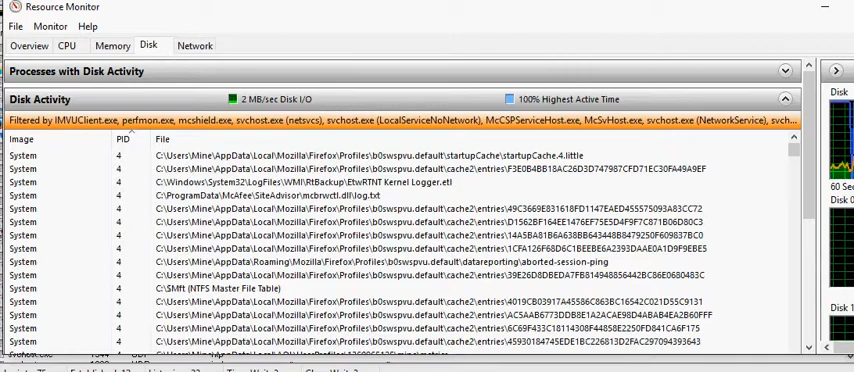 Resource Monitor
File Monitor Help
Overview CPU Memory Disk Network
Processes with Disk Activity
Disk
Disk Activity 2 MB/sec Disk I/O 100% Highest Active Time
Filtered by IMVUClient.exe, perfmon.exe, mcshield.exe, svchost.exe (netsvcs), svchost.exe (LocalServiceNoNetwork), McCSPServiceHost.exe, McSvHost.exe, svchost.exe (NetworkService), svch...
Image PID File
System 4 C:\Users\Mine\AppData\Local\Mozilla\Firefox\Profiles\b0swspvu.default\startupCache\startupCache.4.little
System 4 C:\Users\Mine\AppData\Local\Mozilla\Firefox\Profiles\b0swspvu.default\cache2\entries\F3E0B4BB18AC26D3D747987CFD71EC30FA49A9EF
System 4 C:\Windows\System32\LogFiles\WMI\RtBackup\EtwRTNT Kernel Logger.etl
60 Sec
System 4 C:\ProgramData\McAfee\SiteAdvisor\mcbrwctl.dll\log.txt
Disk 0
System 4 C:\Users\Mine\AppData\Local\Mozilla\Firefox\Profiles\b0swspvu.default\cache2\entries\49C3669E831618FD1147EAED455575093A83CC72
System 4 C:\Users\Mine\AppData\Local\Mozilla\Firefox\Profiles\b0swspvu.default\cache2\entries\D1562BF164EE1476EF75E5D4F9F7C871B06D80C3
System 4 C:\Users\Mine\AppData\Local\Mozilla\Firefox\Profiles\b0swspvu.default\cache2\entries\14A5BA81B6A638BB643448B8479250F609837BC0
System 4 C:\Users\Mine\AppData\Local\Mozilla\Firefox\Profiles\b0swspvu.default\cache2\entries\1CFA126F68D6C1BEEBE6A2393DAAE0A1D9F9EBE5
System 4 C:\Users\Mine\AppData\Roaming\Mozilla\Firefox\Profiles\b0swspvu.default\datareporting\aborted-session-ping
System 4 C:\Users\Mine\AppData\Local\Mozilla\Firefox\Profiles\b0swspvu.default\cache2\entries\39E26D8DBEDA7FB814948856442BC86E0680483C
System 4 C:\$Mft (NTFS Master File Table)
System 4 C:\Users\Mine\AppData\Local\Mozilla\Firefox\Profiles\b0swspvu.default\cache2\entries\4019CB03917A45586C863BC16542C021D55C9131
Disk 1
System 4 C:\Users\Mine\AppData\Local\Mozilla\Firefox\Profiles\b0swspvu.default\cache2\entries\AC5AAB6773DDB8E1A2ACAE98D4ABAB4EA2B60FFF
System 4 C:\Users\Mine\AppData\Local\Mozilla\Firefox\Profiles\b0swspvu.default\cache2\entries\6C69F433C18114308F44858E2250FD841CA6F175
System 4 C:\Users\Mine\AppData\Local\Mozilla\Firefox\Profiles\b0swspvu.default\cache2\entries\45930184745EDE1BC226813D2FAC297094393643